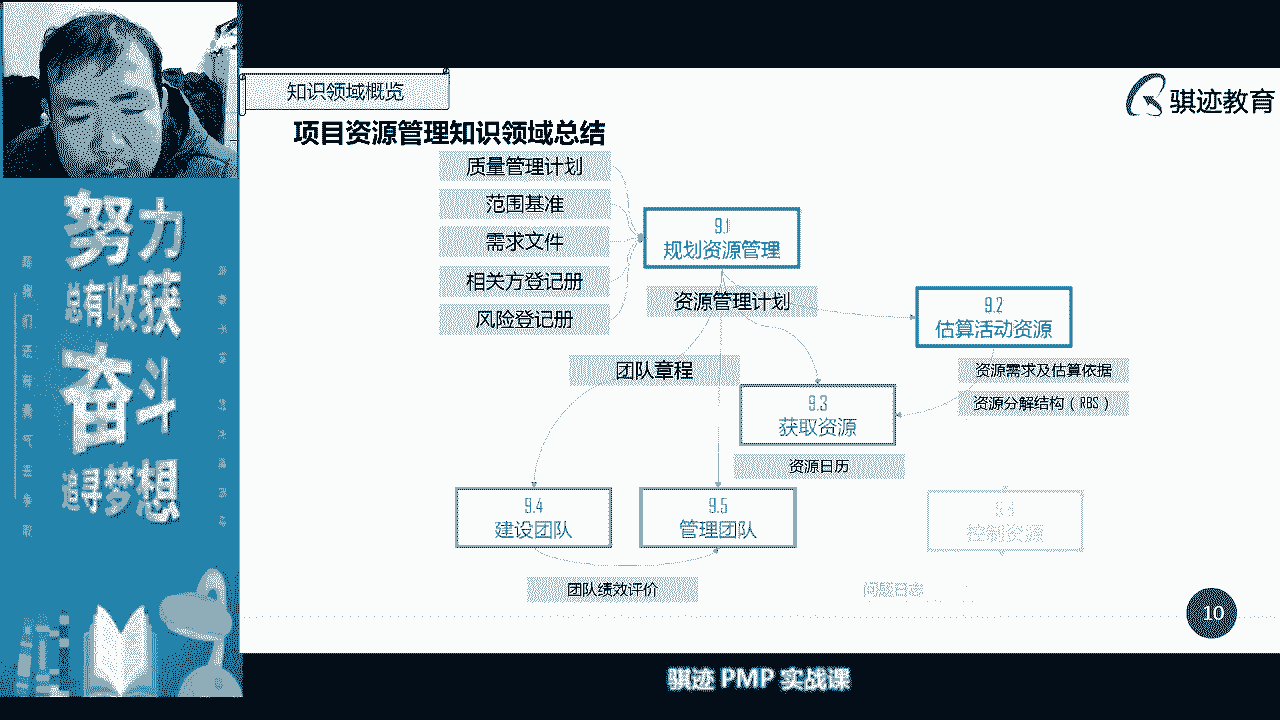 知识领域概览
骐迹教育
项目资源管理知识领域总结
质量管理计划
范围基准
需求文件
相关方登记册
风险登记册
9.1
规划资源管理
资源管理计划
9.2
估算活动资源
团队章程
资源需求及估算依据
资源分解结构（RBS）
9.3
获取资源
资源日历
9.4
建设团队
9.5
管理团队
控制资源
团队绩效评价
问题日志
10
努力
总有收获
奋斗
追寻梦想
骐迹 PMP 实战课